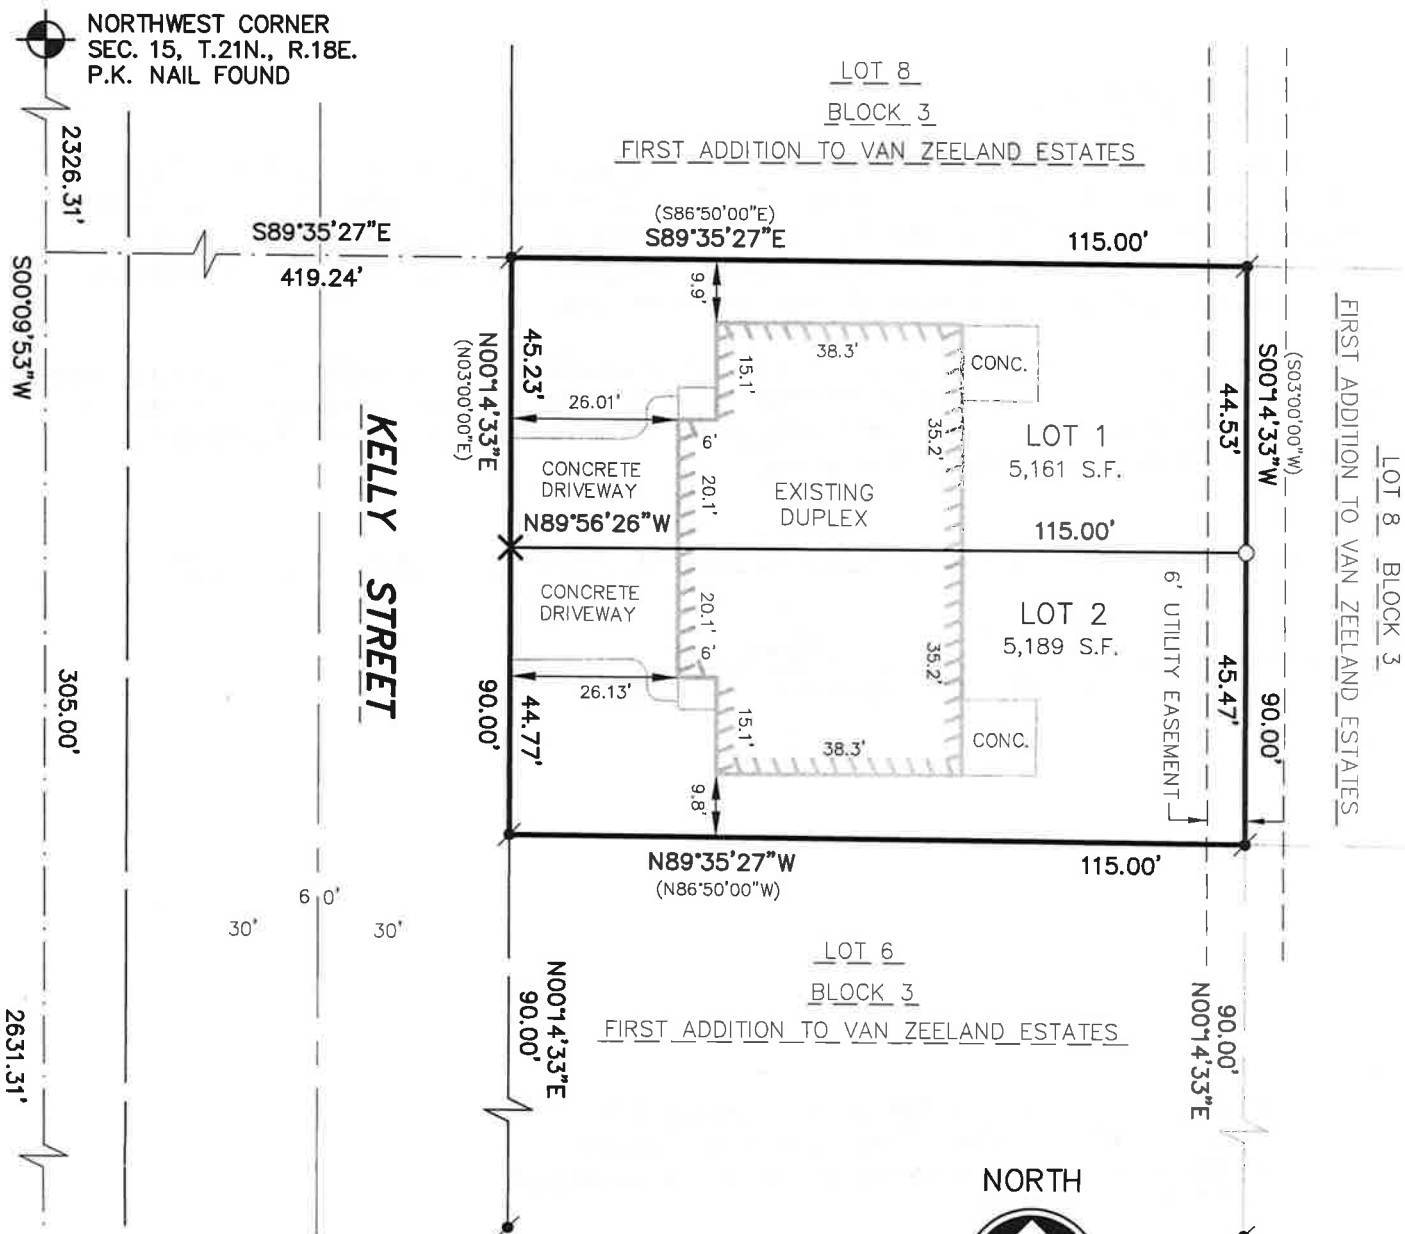 NORTHWEST CORNER
SEC. 15, T.21N., R.18E.
P.K. NAIL FOUND
2326.31'
S00°09'53"W
305.00'
2631.31'
S89°35'27"E
419.24'
KELLY STREET
60'
30'
30'
LOT 8
BLOCK 3
FIRST ADDITION TO VAN ZEELAND ESTATES
(S86°50'00"E)
S89°35'27"E
115.00'
45.23'
N00°14'33"E
(N03°00'00"E)
9.9'
15.1'
38.3'
CONC.
26.01'
6'
20.1'
35.2'
CONCRETE
DRIVEWAY
EXISTING
DUPLEX
LOT 1
5,161 S.F.
S00°14'33"W
(S03°00'00"W)
44.53'
N89°56'26"W
115.00'
CONCRETE
DRIVEWAY
20.1'
6'
35.2'
LOT 2
5,189 S.F.
6' UTILITY EASEMENT
45.47'
90.00'
26.13'
90.00'
44.77'
15.1'
38.3'
CONC.
9.8'
N89°35'27"W
(N86°50'00"W)
115.00'
LOT 8 BLOCK 3
FIRST ADDITION TO VAN ZEELAND ESTATES
LOT 6
BLOCK 3
FIRST ADDITION TO VAN ZEELAND ESTATES
N00°14'33"E
90.00'
90.00'
N00°14'33"E
NORTH